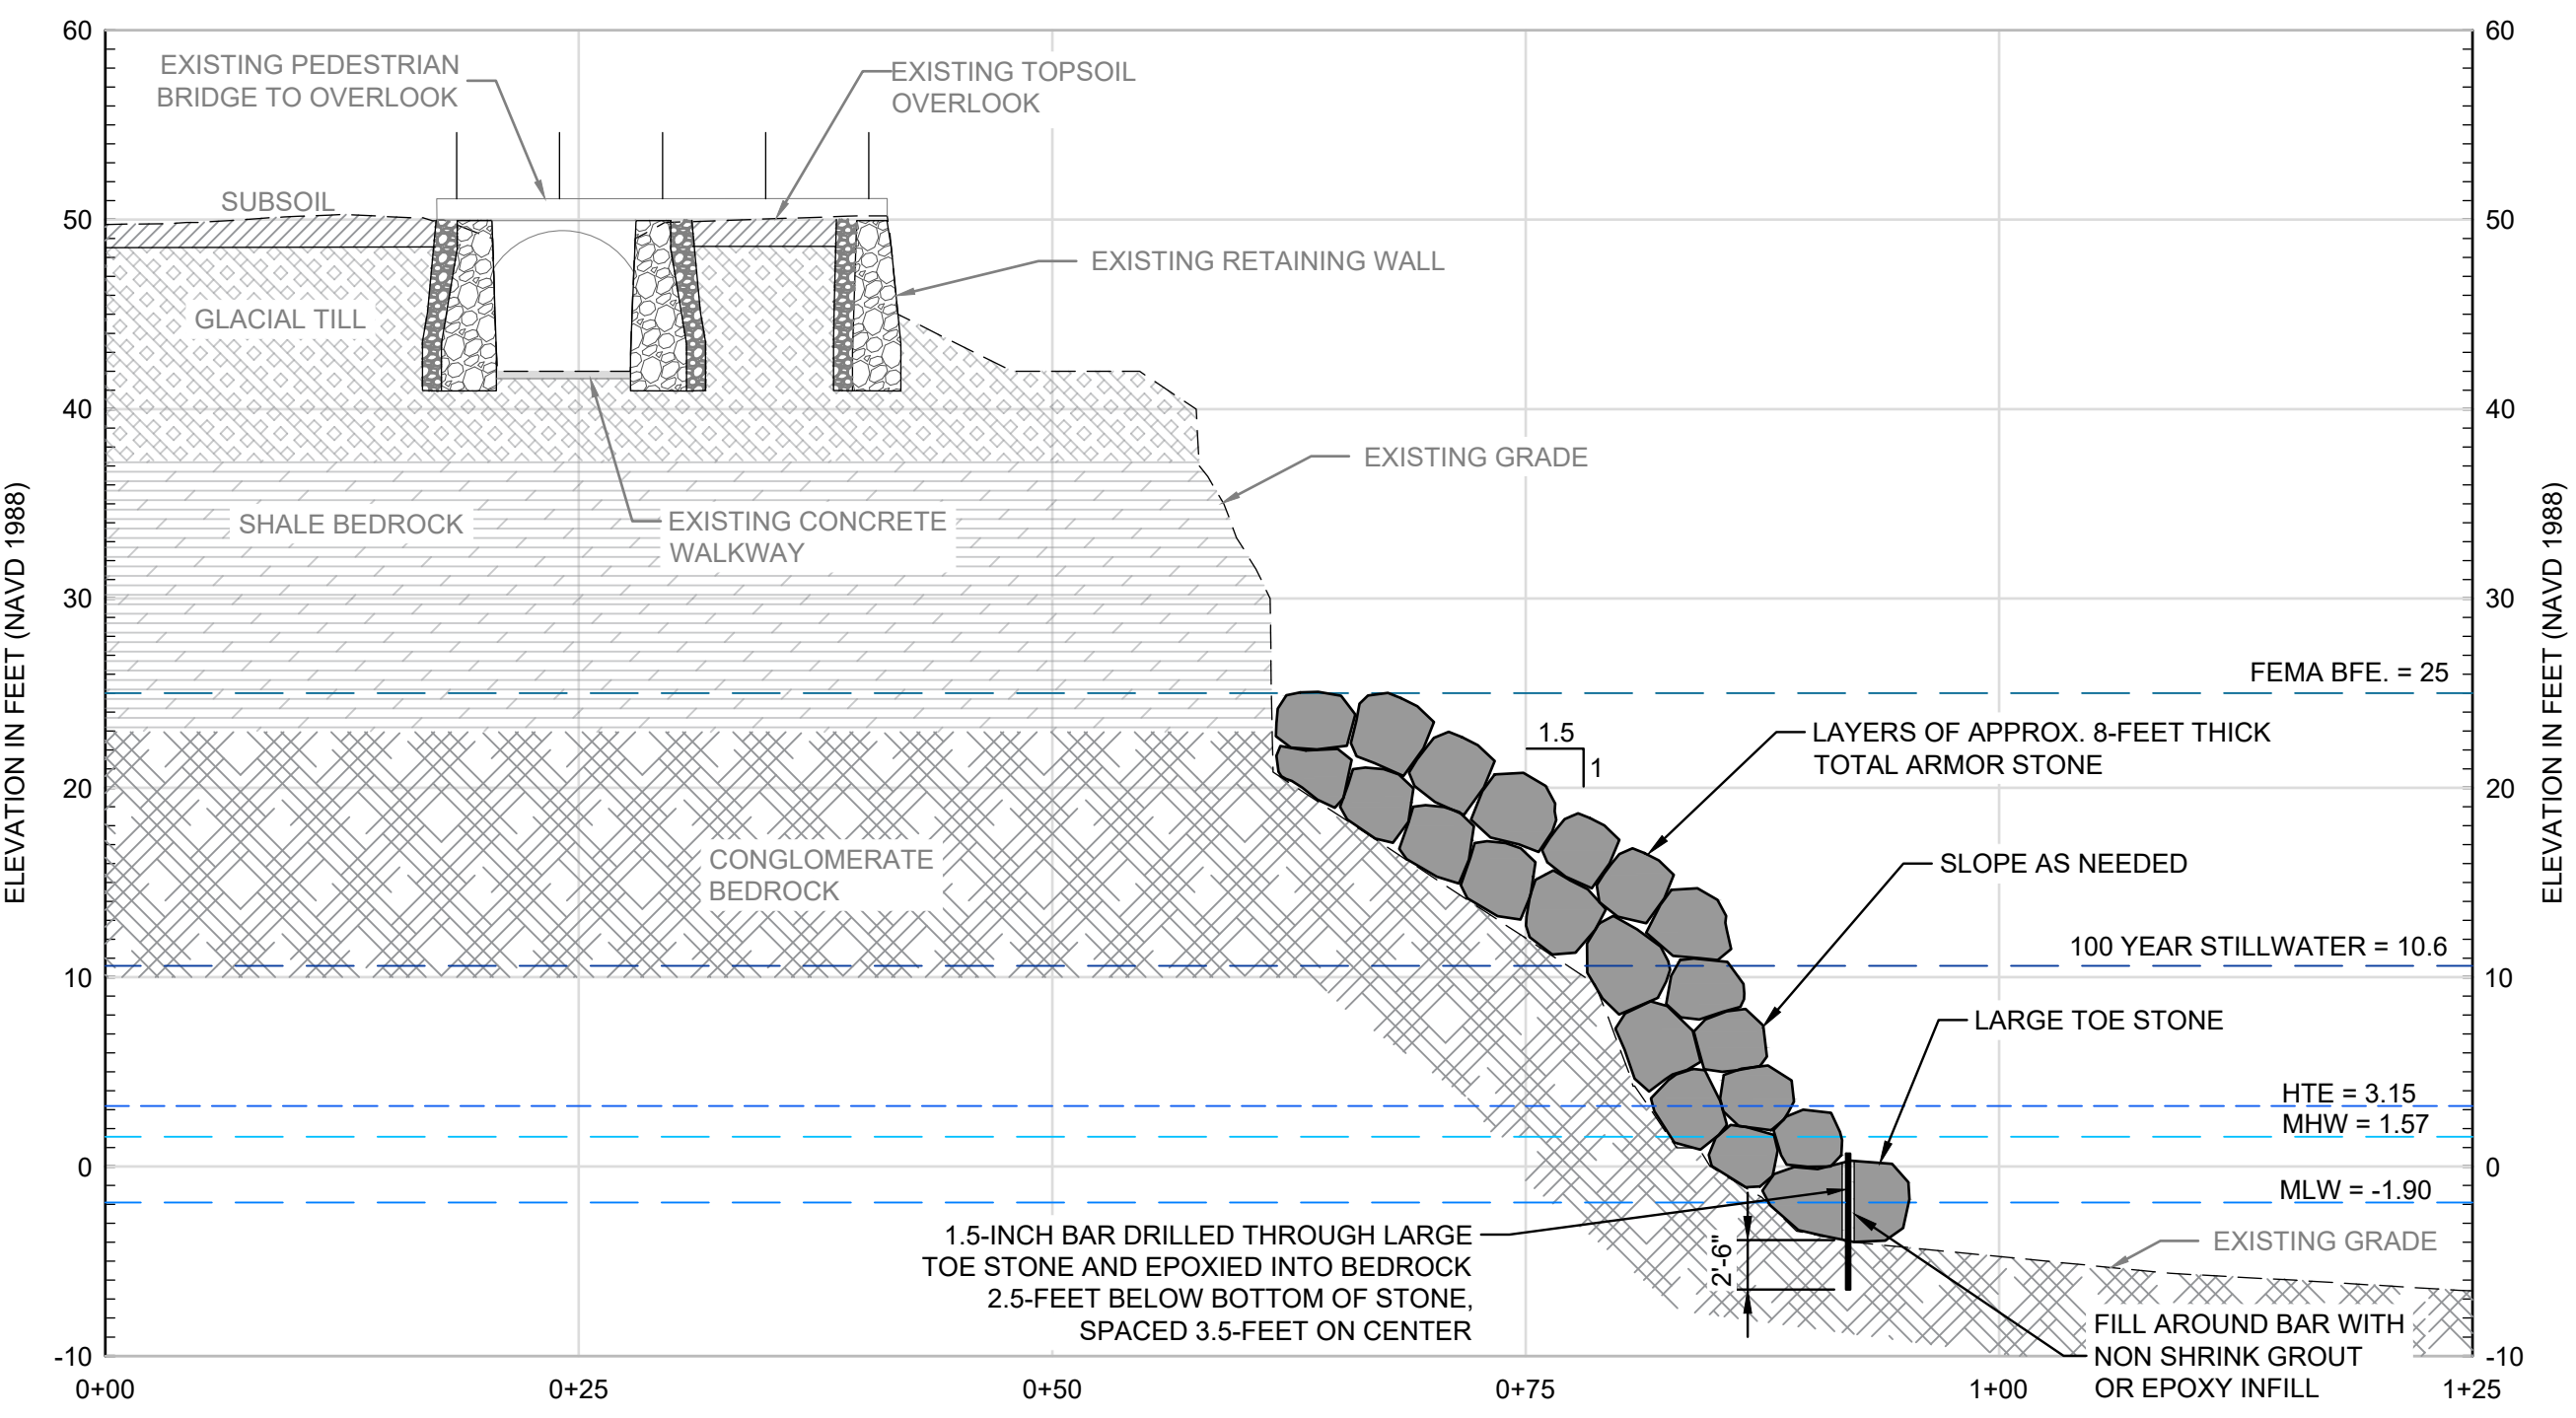 60
60
EXISTING PEDESTRIAN
BRIDGE TO OVERLOOK
EXISTING TOPSOIL
OVERLOOK
SUBSOIL
50
50
EXISTING RETAINING WALL
GLACIAL TILL
40
40
EXISTING GRADE
SHALE BEDROCK
EXISTING CONCRETE
WALKWAY
ELEVATION IN FEET (NAVD 1988)
ELEVATION IN FEET (NAVD 1988)
30
30
FEMA BFE. = 25
1.5
1
LAYERS OF APPROX. 8-FEET THICK
TOTAL ARMOR STONE
20
20
CONGLOMERATE
BEDROCK
SLOPE AS NEEDED
100 YEAR STILLWATER = 10.6
10
10
LARGE TOE STONE
HTE = 3.15
MHW = 1.57
0
0
MLW = -1.90
1.5-INCH BAR DRILLED THROUGH LARGE
TOE STONE AND EPOXIED INTO BEDROCK
2.5-FEET BELOW BOTTOM OF STONE,
SPACED 3.5-FEET ON CENTER
2'-6"
EXISTING GRADE
FILL AROUND BAR WITH
NON SHRINK GROUT
OR EPOXY INFILL
-10
-10
0+00
0+25
0+50
0+75
1+00
1+25